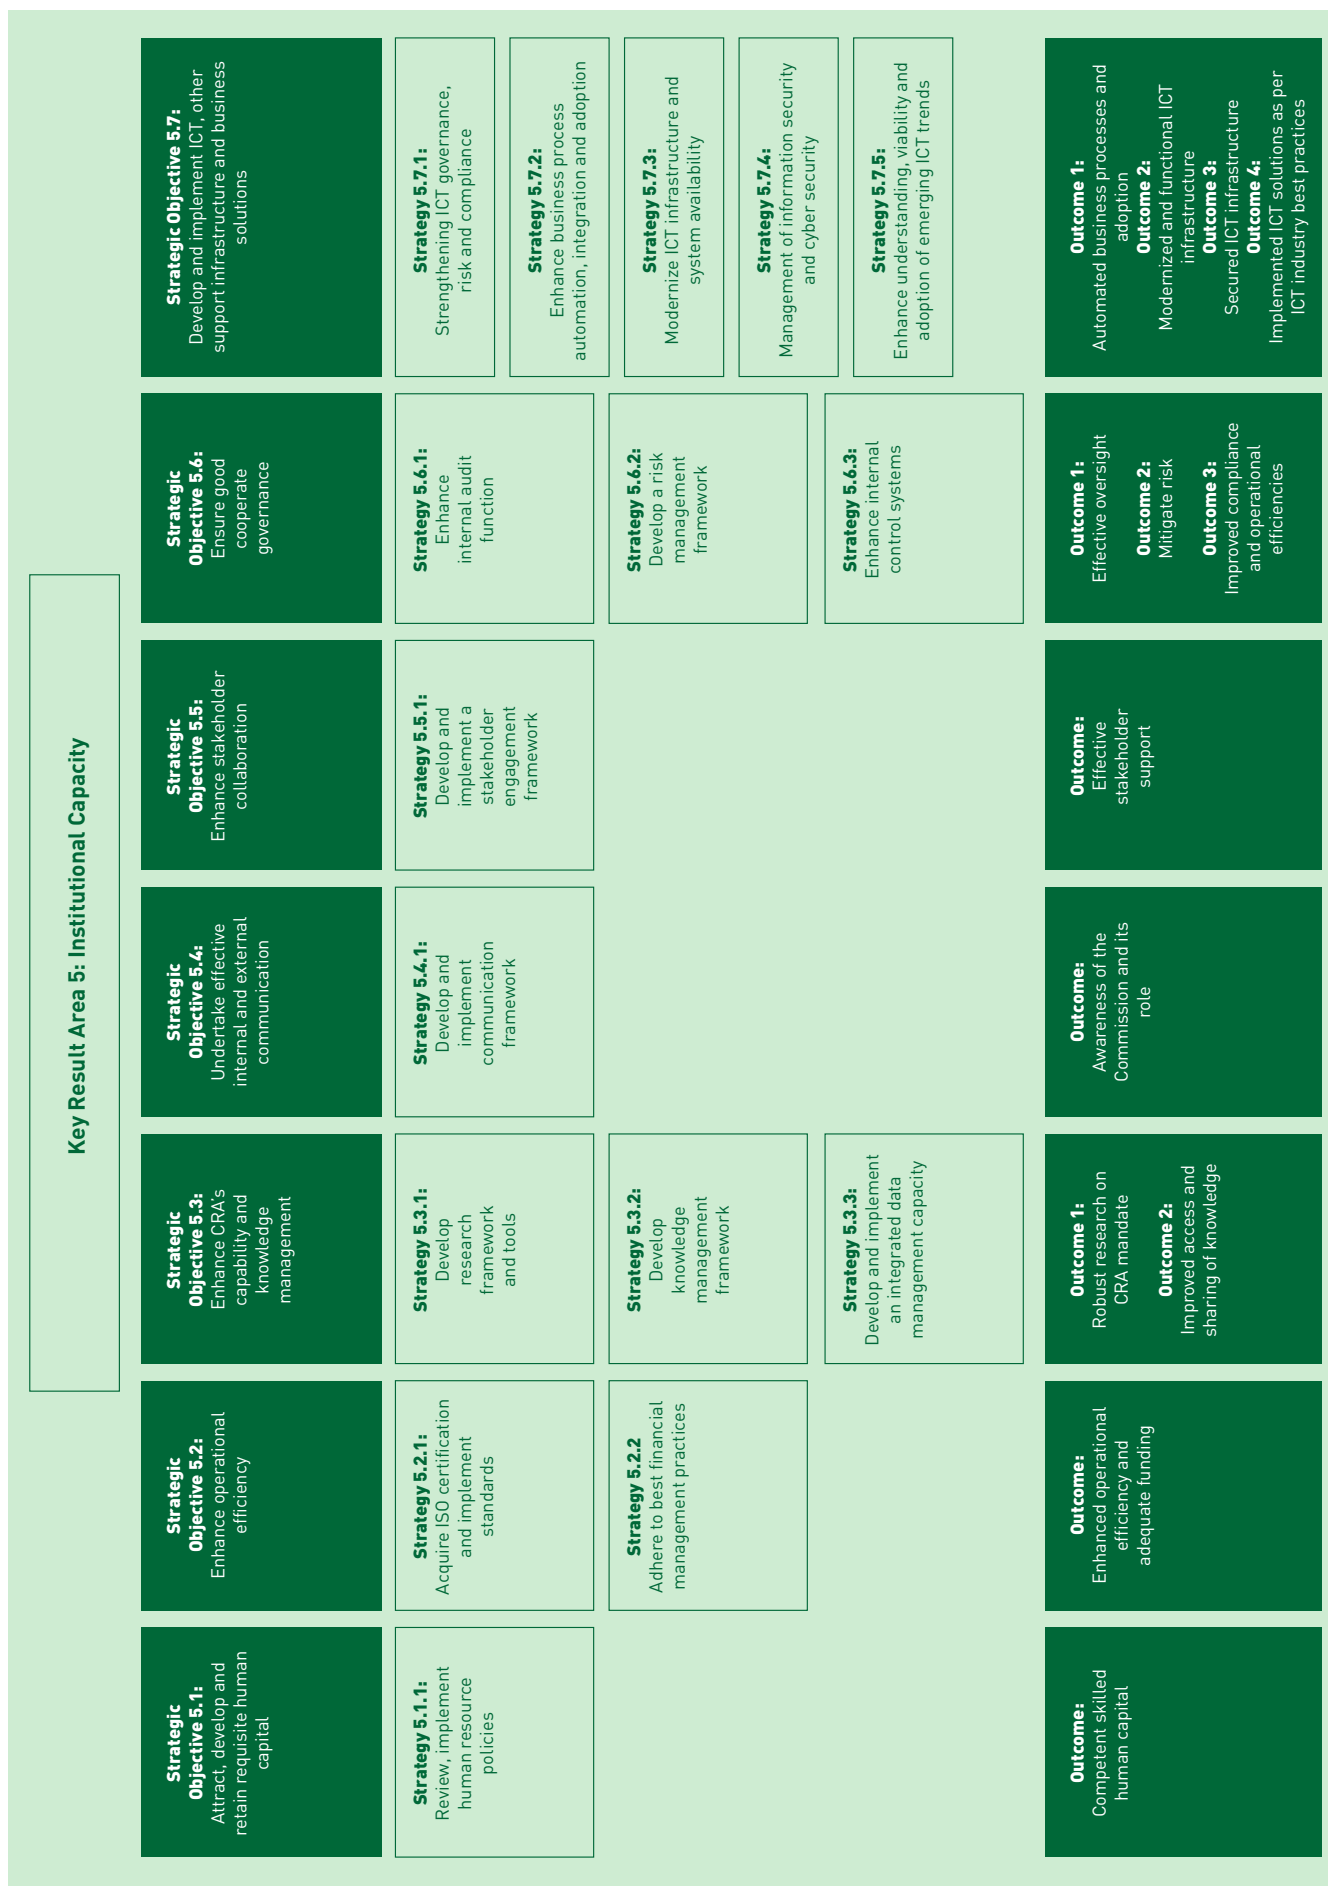 Key Result Area 5: Institutional Capacity
Strategic
Objective 5.1:
Attract, develop and
retain requisite human
capital
Strategy 5.1.1:
Review, implement
human resource
policies
Outcome:
Competent skilled
human capital
Strategic
Objective 5.2:
Enhance operational
efficiency
Strategy 5.2.1:
Acquire ISO certification
and implement
standards
Strategy 5.2.2
Adhere to best financial
management practices
Outcome:
Enhanced operational
efficiency and
adequate funding
Strategic
Objective 5.3:
Enhance CRA's
capability and
knowledge
management
Strategy 5.3.1:
Develop
research
framework
and tools
Strategy 5.3.2:
Develop
knowledge
management
framework
Strategy 5.3.3:
Develop and implement
an integrated data
management capacity
Outcome 1:
Robust research on
CRA mandate
Outcome 2:
Improved access and
sharing of knowledge
Strategic
Objective 5.4:
Undertake effective
internal and external
communication
Strategy 5.4.1:
Develop and
implement
communication
framework
Outcome:
Awareness of the
Commission and its
role
Strategic
Objective 5.5:
Enhance stakeholder
collaboration
Strategy 5.5.1:
Develop and
implement a
stakeholder
engagement
framework
Outcome:
Effective
stakeholder
support
Strategic
Objective 5.6:
Ensure good
cooperate
governance
Strategy 5.6.1:
Enhance
internal audit
function
Strategy 5.6.2:
Develop a risk
management
framework
Strategy 5.6.3:
Enhance internal
control systems
Outcome 1:
Effective oversight
Outcome 2:
Mitigate risk
Outcome 3:
Improved compliance
and operational
efficiencies
Strategic Objective 5.7:
Develop and implement ICT, other
support infrastructure and business
solutions
Strategy 5.7.1:
Strengthening ICT governance,
risk and compliance
Strategy 5.7.2:
Enhance business process
automation, integration and adoption
Strategy 5.7.3:
Modernize ICT infrastructure and
system availability
Strategy 5.7.4:
Management of information security
and cyber security
Strategy 5.7.5:
Enhance understanding, viability and
adoption of emerging ICT trends
Outcome 1:
Automated business processes and
adoption
Outcome 2:
Modernized and functional ICT
infrastructure
Outcome 3:
Secured ICT infrastructure
Outcome 4:
Implemented ICT solutions as per
ICT industry best practices